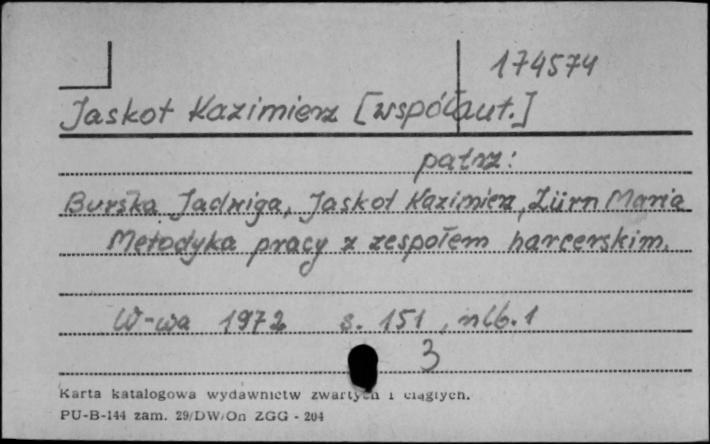 174574
Jaskot Kazimierz [współaut.]
patrz:
Burska Jadwiga, Jaskot Kazimierz, Zürn Maria
Metodyka pracy z zespołem harcerskim.
W-wa 1972 s. 151, nlb. 1
3
Karta katalogowa wydawnictw zwartych i ciągłych.
PU-B-144 zam. 29/DW/On ZGG - 204